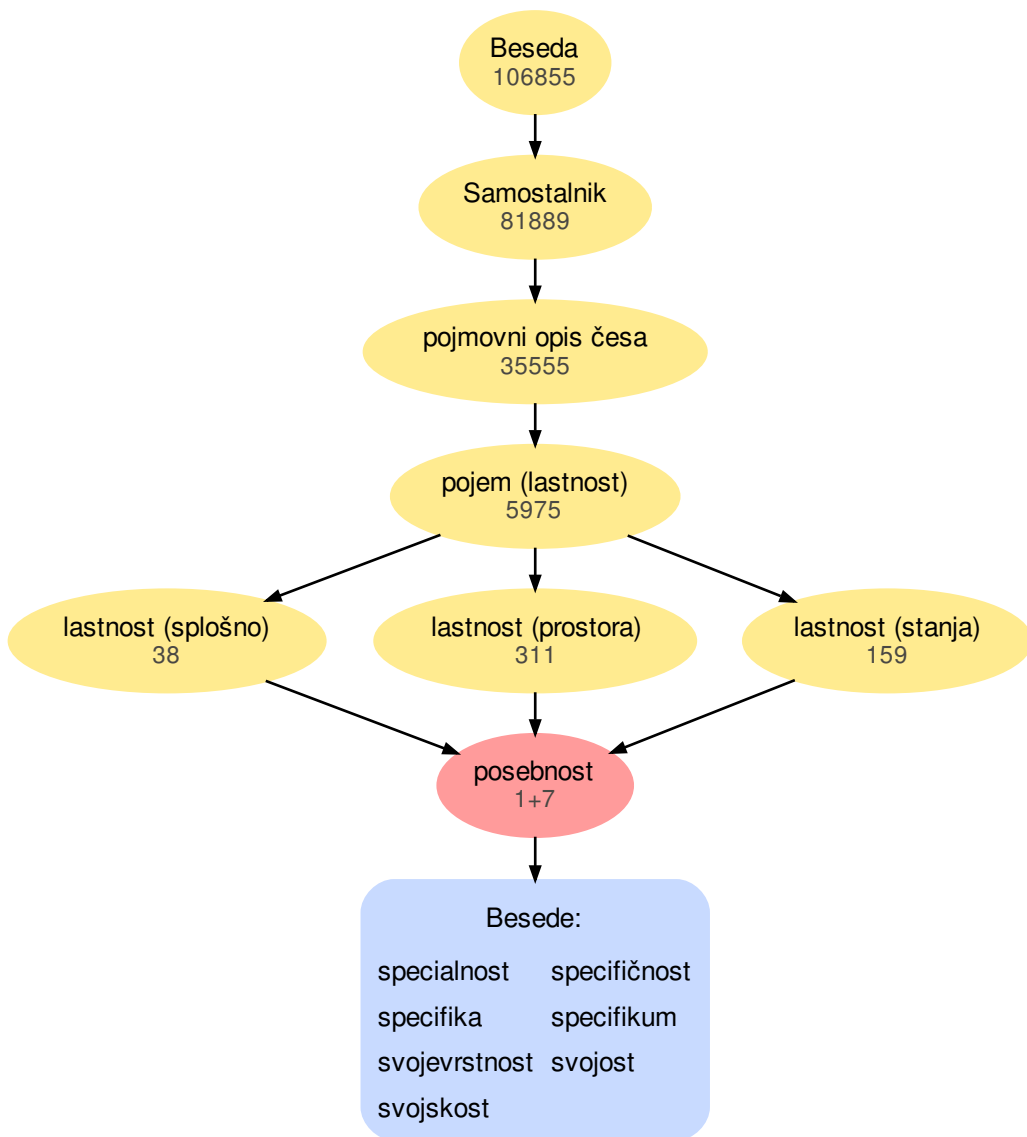 Beseda
106855
Samostalnik
81889
pojmovni opis česa
35555
pojem (lastnost)
5975
lastnost (splošno)
38
lastnost (prostora)
311
lastnost (stanja)
159
posebnost
1+7
Besede:
specialnost specifičnost
specifika specifikum
svojevrstnost svojost
svojskost